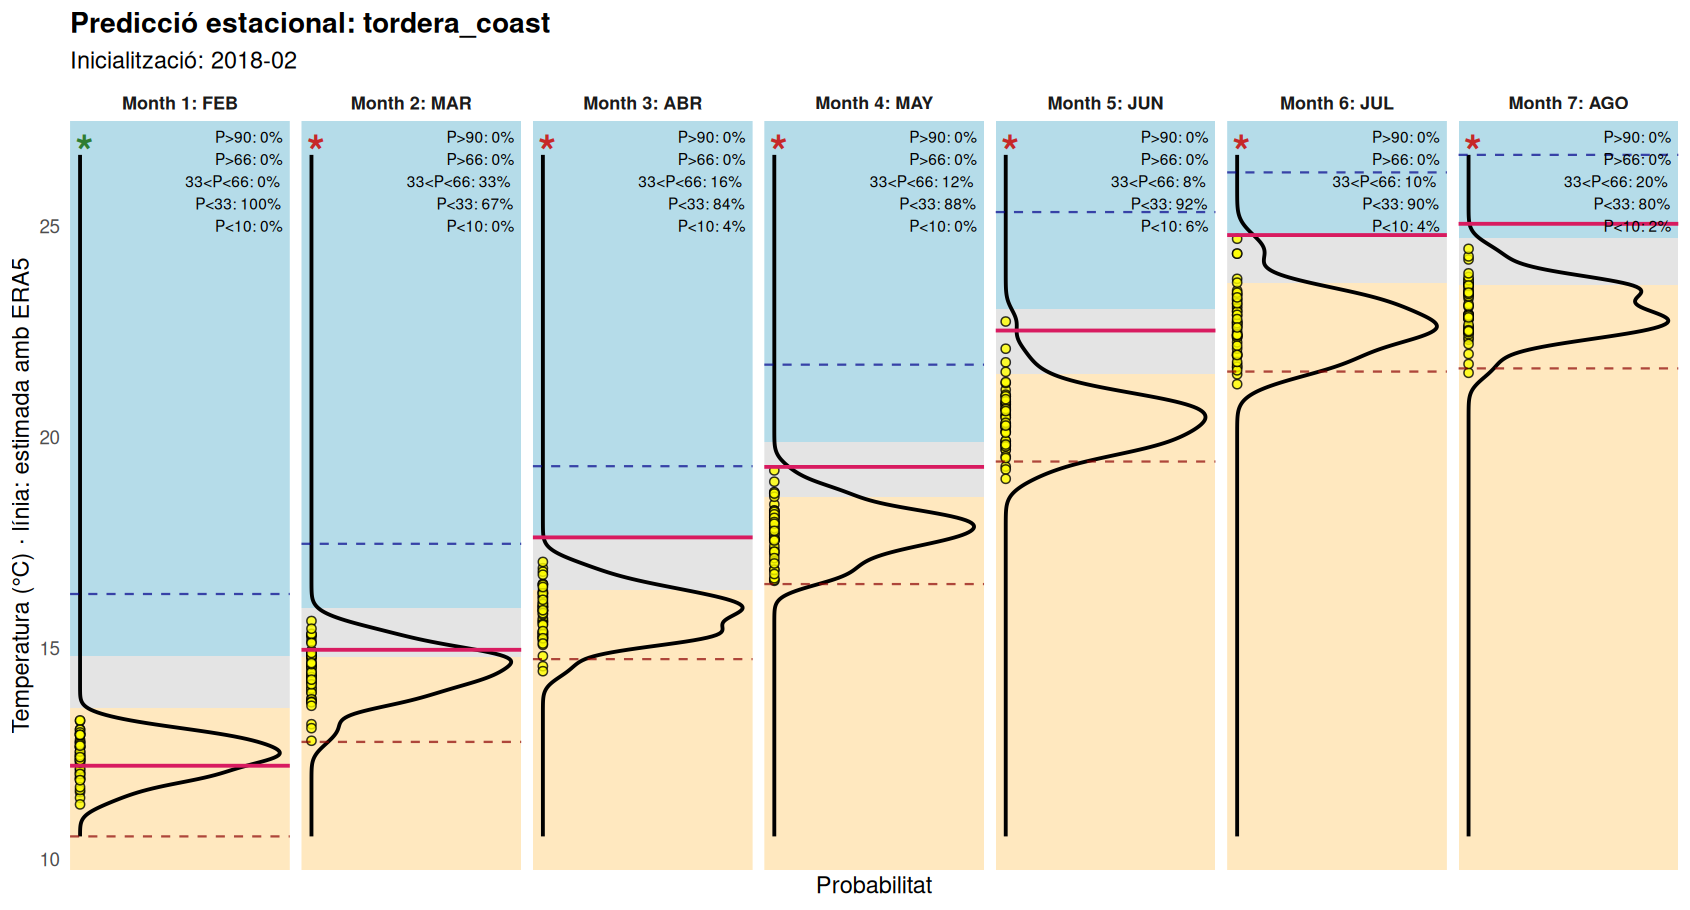 Predicció estacional: tordera_coast
Inicialització: 2018-02
Month 1: FEB
Month 2: MAR
Month 3: ABR
Month 4: MAY
Month 5: JUN
Month 6: JUL
Month 7: AGO
*
P>90: 0%
P>66: 0%
33<P<66: 0%
P<33: 100%
P<10: 0%
*
P>90: 0%
P>66: 0%
33<P<66: 33%
P<33: 67%
P<10: 0%
*
P>90: 0%
P>66: 0%
33<P<66: 16%
P<33: 84%
P<10: 4%
*
P>90: 0%
P>66: 0%
33<P<66: 12%
P<33: 88%
P<10: 0%
*
P>90: 0%
P>66: 0%
33<P<66: 8%
P<33: 92%
P<10: 6%
*
P>90: 0%
P>66: 0%
33<P<66: 10%
P<33: 90%
P<10: 4%
*
P>90: 0%
P>66: 0%
33<P<66: 20%
P<33: 80%
P<10: 2%
Temperatura (°C) · línia: estimada amb ERA5
25
20
15
10
Probabilitat